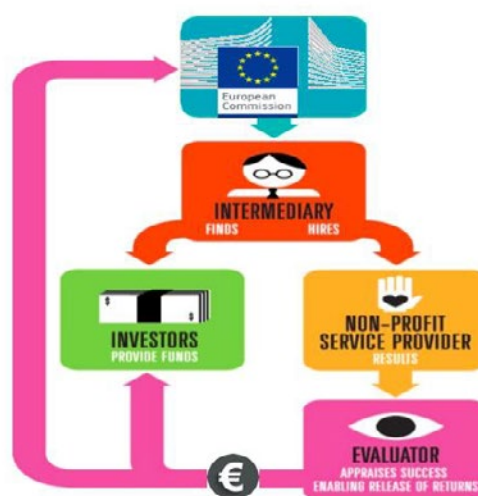 European
Commission
INTERMEDIARY
FINDS HIRES
$ $
INVESTORS
PROVIDE FUNDS
NON-PROFIT
SERVICE PROVIDER
RESULTS
EVALUATOR
APPRAISES SUCCESS
ENABLING RELEASE OF RETURNS
€